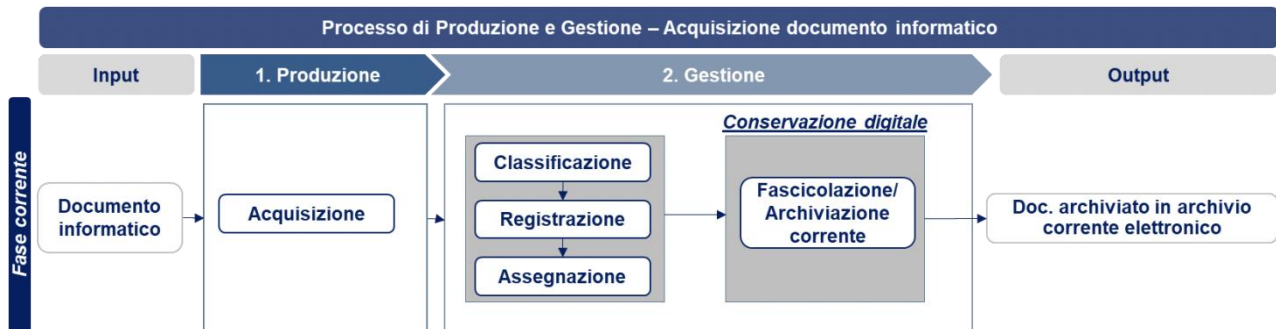 Processo di Produzione e Gestione – Acquisizione documento informatico
Input
1. Produzione
2. Gestione
Output
Fase corrente
Documento
informatico
Acquisizione
Classificazione
Registrazione
Assegnazione
Conservazione digitale
Fascicolazione/
Archiviazione
corrente
Doc. archiviato in archivio
corrente elettronico